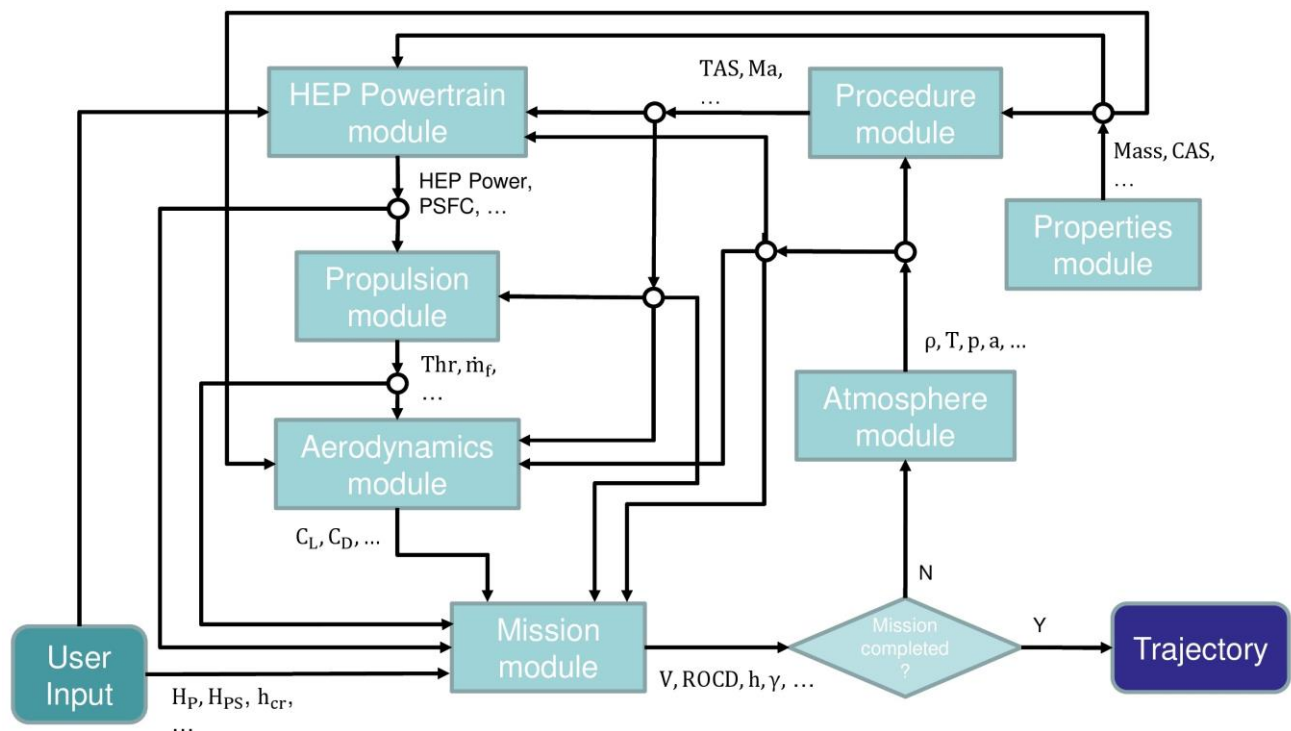 TAS, Ma,
…
HEP Powertrain
module
Procedure
module
Mass, CAS,
…
HEP Power,
PSFC, …
Properties
module
Propulsion
module
ρ, T, p, a, …
Thr, ṁf,
…
Atmosphere
module
Aerodynamics
module
CL, CD, …
N
Mission
module
Mission
completed
?
Y
Trajectory
User
Input
V, ROCD, h, γ, …
HP, HPS, hcr,
…